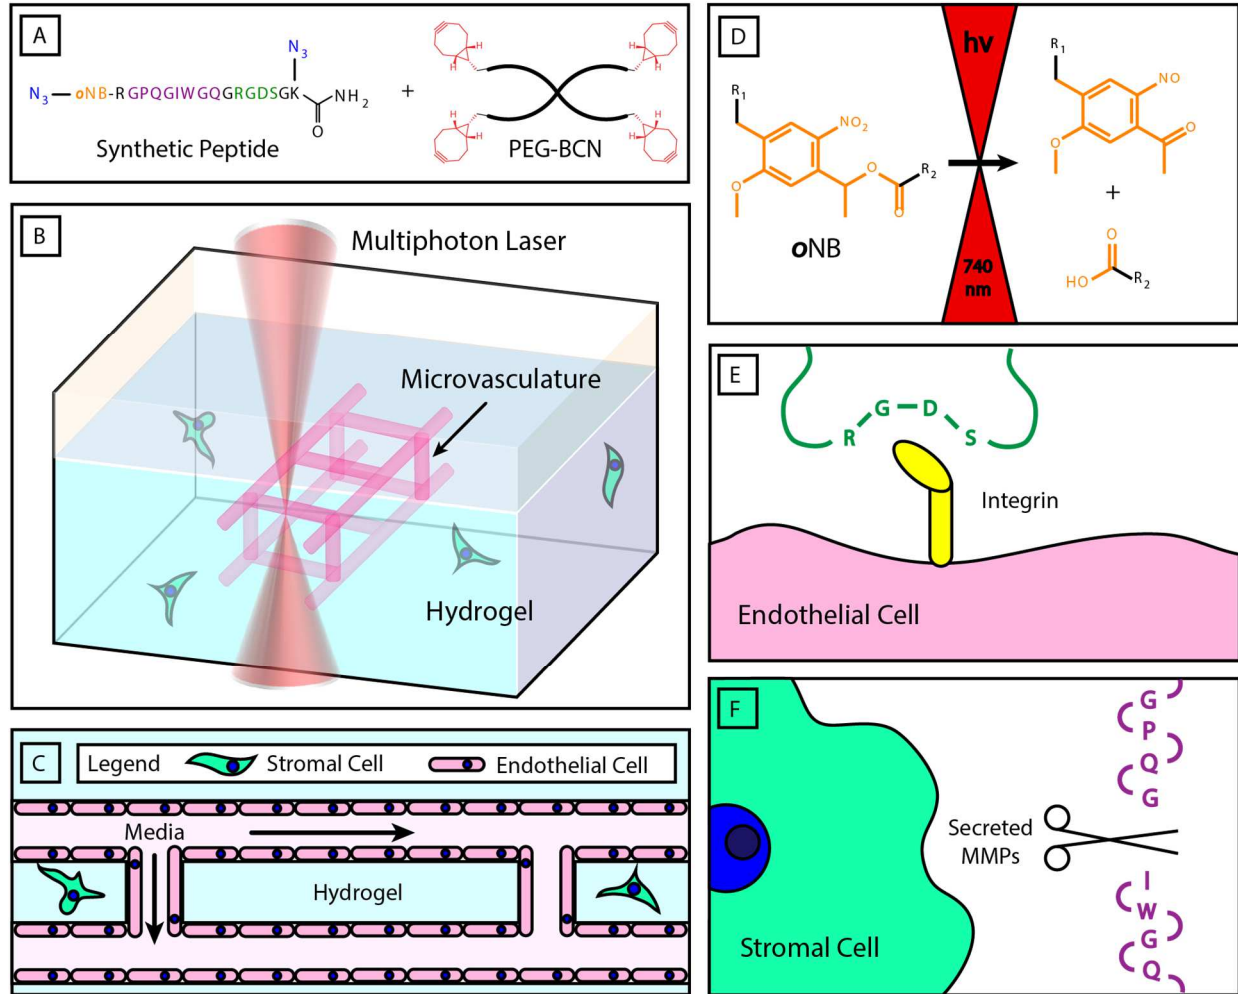 A
N3
N3—oNB-RGPQGIWGQGRGDSGK
NH2
O
+
H
H
H
H
H
H
H
H
Synthetic Peptide
PEG-BCN
B
Multiphoton Laser
Microvasculature
Hydrogel
C
Legend
Stromal Cell
Endothelial Cell
Media
Hydrogel
D
hv
R1
NO2
O
O
R2
O
oNB
740
nm
R1
NO
O
O
+
O
HO
R2
E
R G — D S
Integrin
Endothelial Cell
F
G
P
Q
G
Secreted
MMPs
I
W
G
Q
Stromal Cell